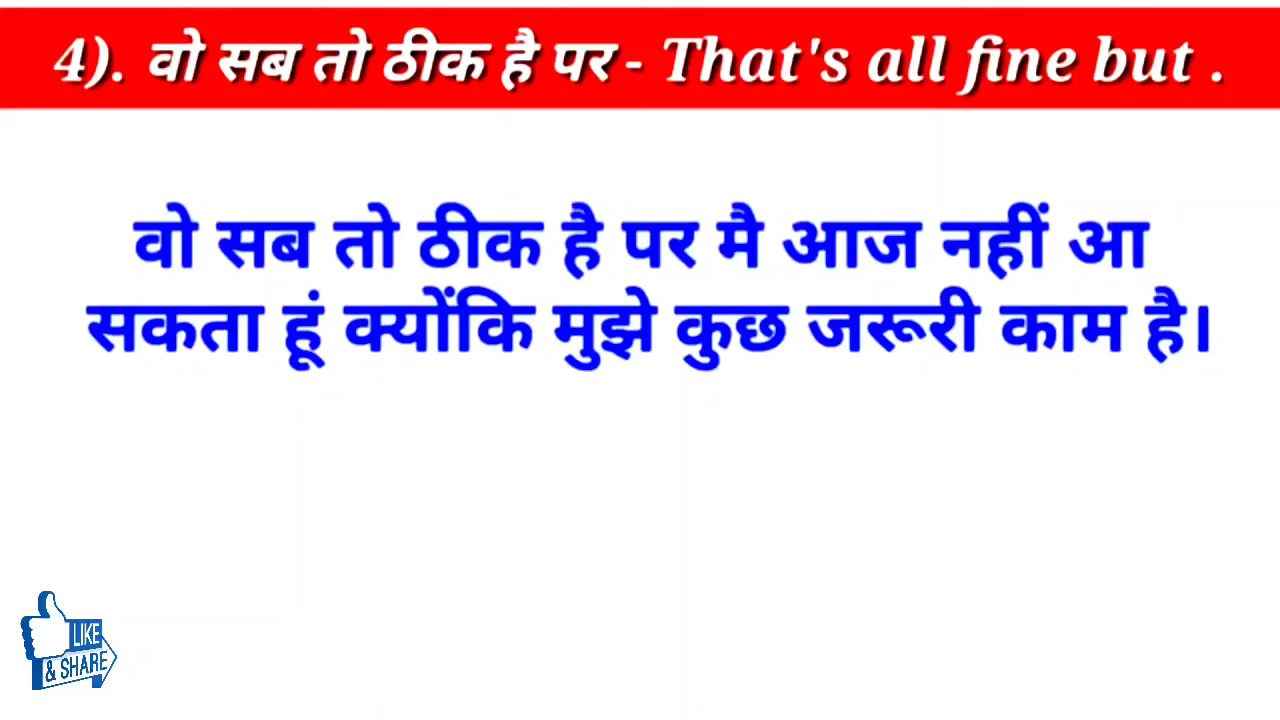 4). वो सब तो ठीक है पर - That's all fine but .
वो सब तो ठीक है पर मै आज नहीं आ
सकता हूं क्योंकि मुझे कुछ जरूरी काम है।
LIKE
& SHARE